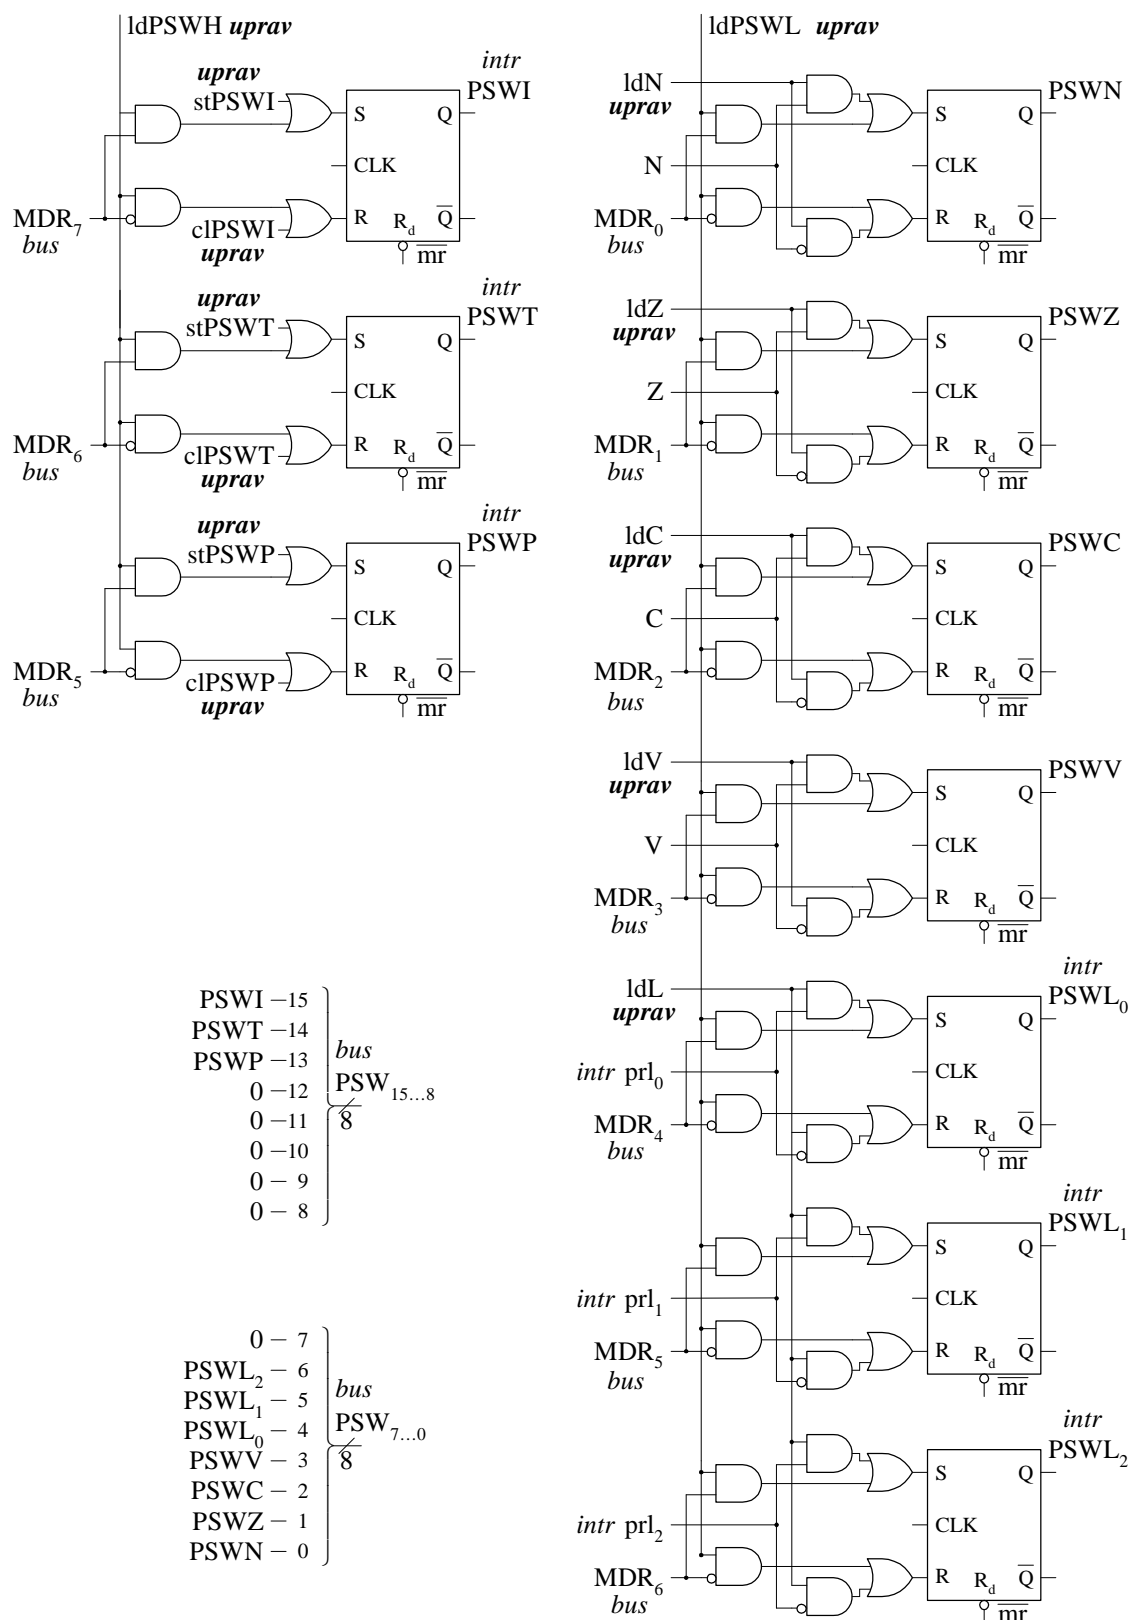 ldPSWH uprav
uprav
intr
stPSWI
PSWI
S
Q
CLK
MDR7
bus
R
Rd
Q
clPSWI
uprav
mr
uprav
intr
stPSWT
PSWT
S
Q
CLK
MDR6
bus
R
Rd
Q
clPSWT
uprav
mr
uprav
intr
stPSWP
PSWP
S
Q
CLK
MDR5
bus
R
Rd
Q
clPSWP
uprav
mr
PSWI – 15
PSWT – 14
PSWP – 13
0 – 12
0 – 11
0 – 10
0 – 9
0 – 8
bus
PSW15...8
8
0 – 7
PSWL2 – 6
PSWL1 – 5
PSWL0 – 4
PSWV – 3
PSWC – 2
PSWZ – 1
PSWN – 0
bus
PSW7...0
8
ldPSWL uprav
ldN
uprav
PSWN
S
Q
N
CLK
MDR0
bus
R
Rd
Q
mr
ldZ
uprav
PSWZ
S
Q
Z
CLK
MDR1
bus
R
Rd
Q
mr
ldC
uprav
PSWC
S
Q
C
CLK
MDR2
bus
R
Rd
Q
mr
ldV
uprav
PSWV
S
Q
V
CLK
MDR3
bus
R
Rd
Q
mr
ldL
uprav
intr
PSWL0
S
Q
intr prl0
CLK
MDR4
bus
R
Rd
Q
mr
intr
PSWL1
S
Q
intr prl1
CLK
MDR5
bus
R
Rd
Q
mr
intr
PSWL2
S
Q
intr prl2
CLK
MDR6
bus
R
Rd
Q
mr